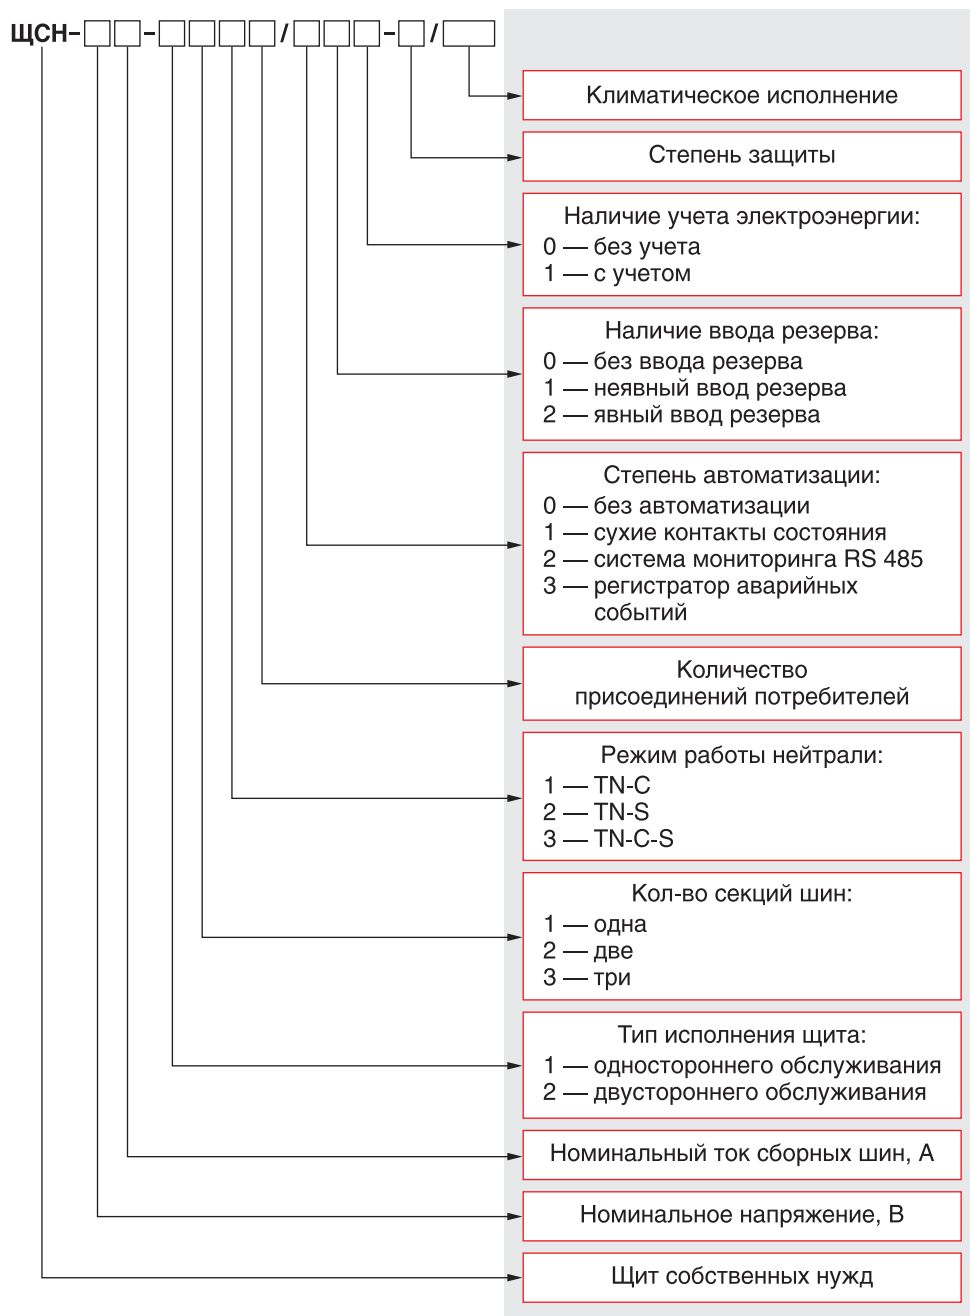 ЩСН- - / - /
Климатическое исполнение
Степень защиты
Наличие учета электроэнергии:
0 — без учета
1 — с учетом
Наличие ввода резерва:
0 — без ввода резерва
1 — неявный ввод резерва
2 — явный ввод резерва
Степень автоматизации:
0 — без автоматизации
1 — сухие контакты состояния
2 — система мониторинга RS 485
3 — регистратор аварийных
событий
Количество
присоединений потребителей
Режим работы нейтрали:
1 — TN-C
2 — TN-S
3 — TN-C-S
Кол-во секций шин:
1 — одна
2 — две
3 — три
Тип исполнения щита:
1 — одностороннего обслуживания
2 — двустороннего обслуживания
Номинальный ток сборных шин, А
Номинальное напряжение, В
Щит собственных нужд